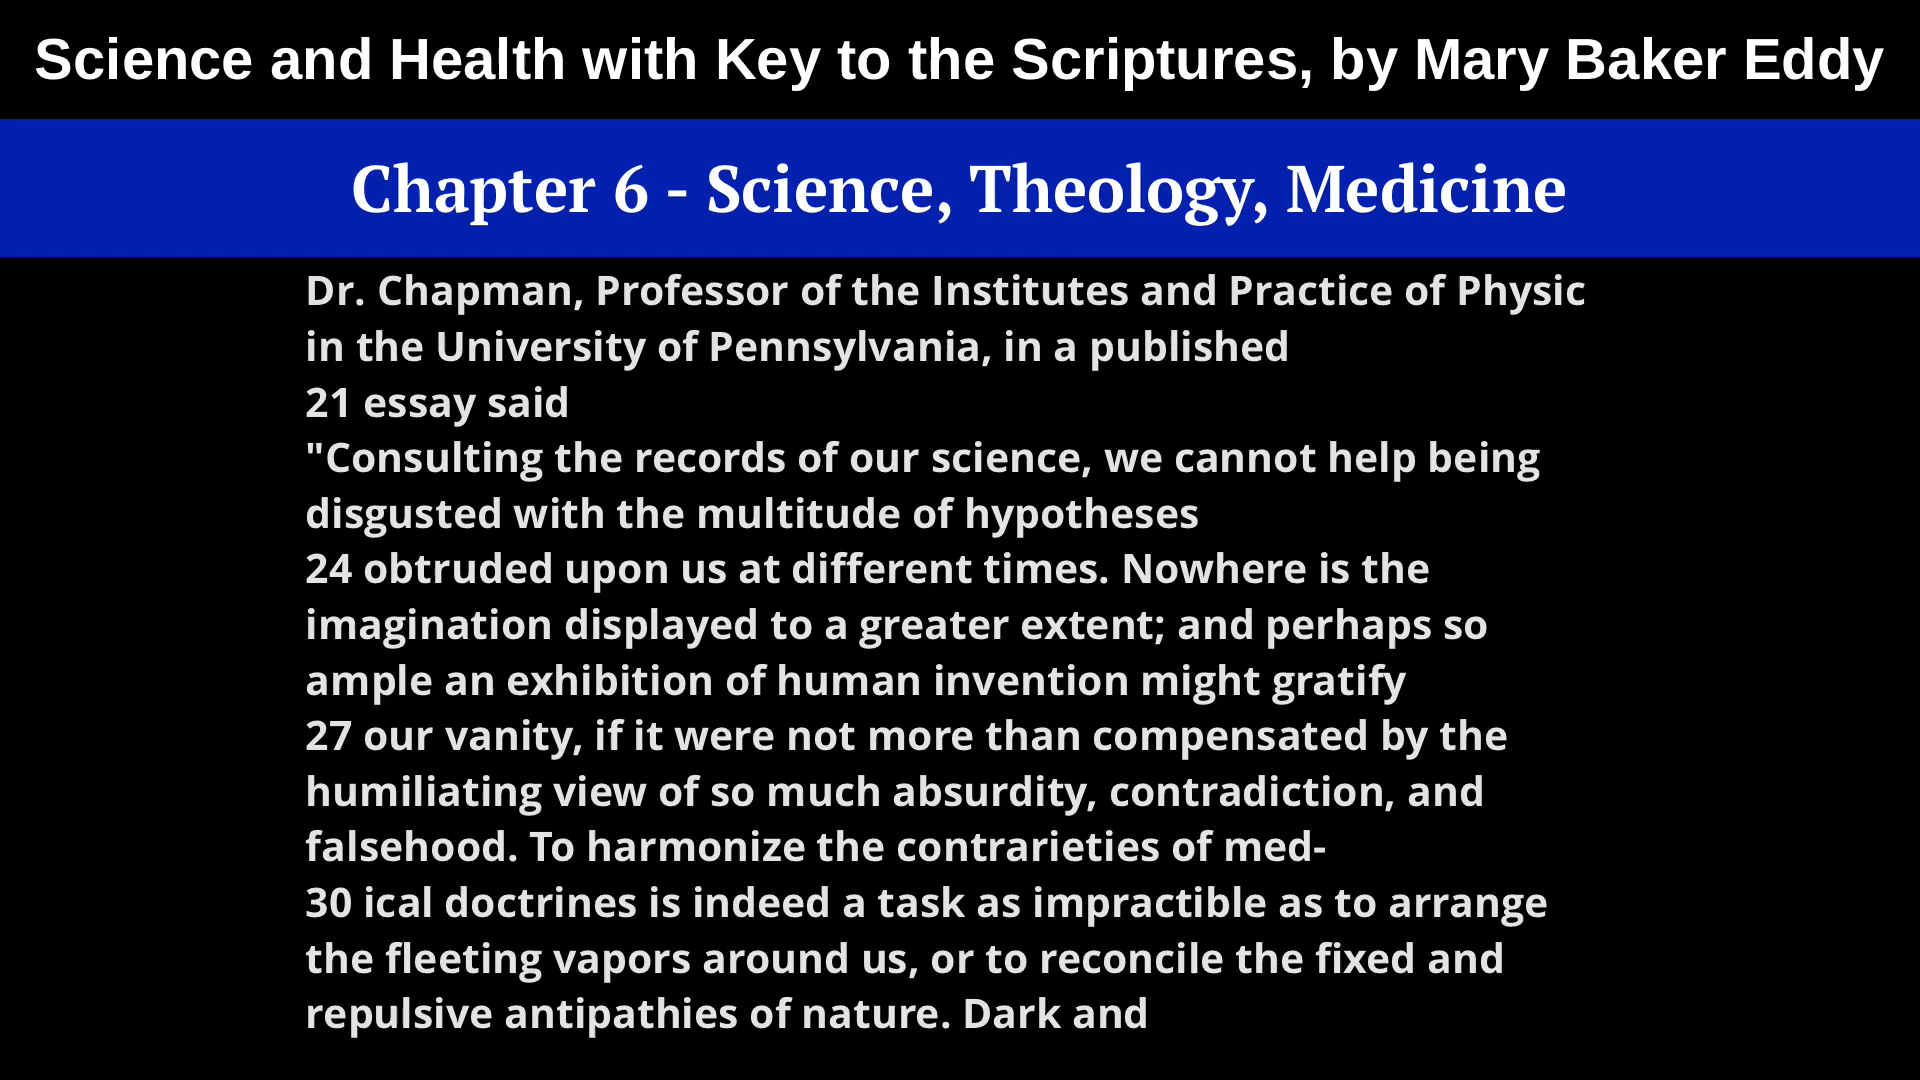 Science and Health with Key to the Scriptures, by Mary Baker Eddy
Chapter 6 - Science, Theology, Medicine
Dr. Chapman, Professor of the Institutes and Practice of Physic
in the University of Pennsylvania, in a published
21 essay said
"Consulting the records of our science, we cannot help being
disgusted with the multitude of hypotheses
24 obtruded upon us at different times. Nowhere is the
imagination displayed to a greater extent; and perhaps so
ample an exhibition of human invention might gratify
27 our vanity, if it were not more than compensated by the
humiliating view of so much absurdity, contradiction, and
falsehood. To harmonize the contrarieties of med-
30 ical doctrines is indeed a task as impractible as to arrange
the fleeting vapors around us, or to reconcile the fixed and
repulsive antipathies of nature. Dark and